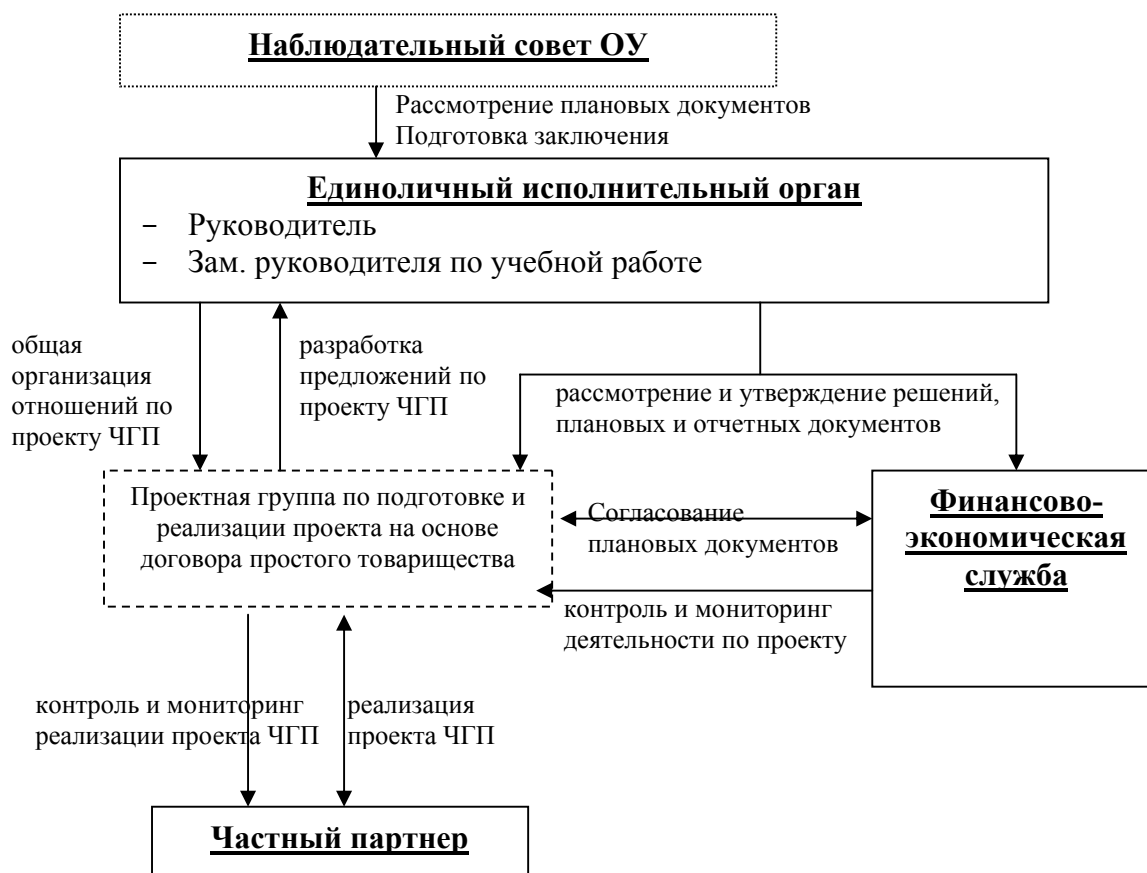 Наблюдательный совет ОУ
Рассмотрение плановых документов
Подготовка заключения
Единоличный исполнительный орган
– Руководитель
– Зам. руководителя по учебной работе
общая
организация
отношений по
проекту ЧГП
разработка
предложений по
проекту ЧГП
рассмотрение и утверждение решений,
плановых и отчетных документов
Проектная группа по подготовке и
реализации проекта на основе
договора простого товарищества
Согласование
плановых документов
Финансово-
экономическая
служба
контроль и мониторинг
деятельности по проекту
контроль и мониторинг
реализации проекта ЧГП
реализация
проекта ЧГП
Частный партнер